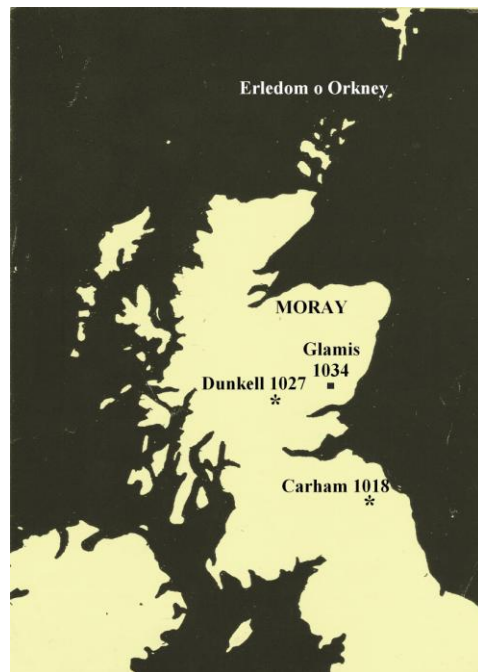 Erledom o Orkney
MORAY
Glamis
1034
Dunkell 1027
*
Carham 1018
*